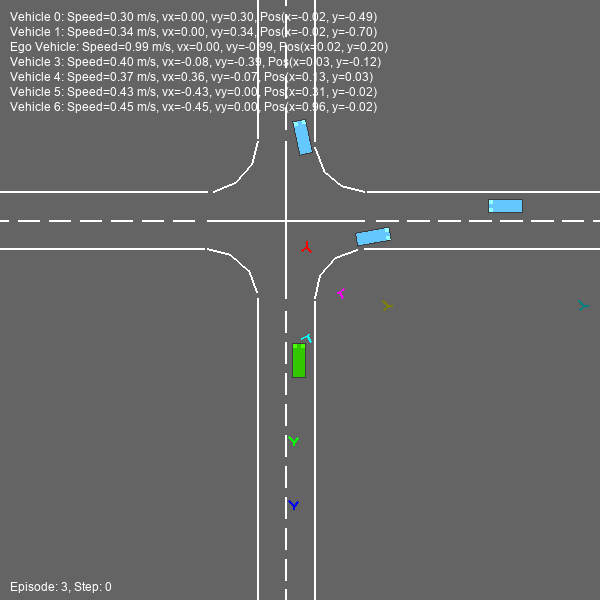 Vehicle 0: Speed=0.30 m/s, vx=0.00, vy=0.30, Pos(x=-0.02, y=-0.49)
Vehicle 1: Speed=0.34 m/s, vx=0.00, vy=0.34, Pos(x=-0.02, y=-0.70)
Ego Vehicle: Speed=0.99 m/s, vx=0.00, vy=-0.99, Pos(x=0.02, y=0.20)
Vehicle 3: Speed=0.40 m/s, vx=-0.08, vy=-0.39, Pos(x=0.03, y=-0.12)
Vehicle 4: Speed=0.37 m/s, vx=0.36, vy=-0.07, Pos(x=0.13, y=0.03)
Vehicle 5: Speed=0.43 m/s, vx=-0.43, vy=0.00, Pos(x=0.31, y=-0.02)
Vehicle 6: Speed=0.45 m/s, vx=-0.45, vy=0.00, Pos(x=0.96, y=-0.02)
Episode: 3, Step: 0